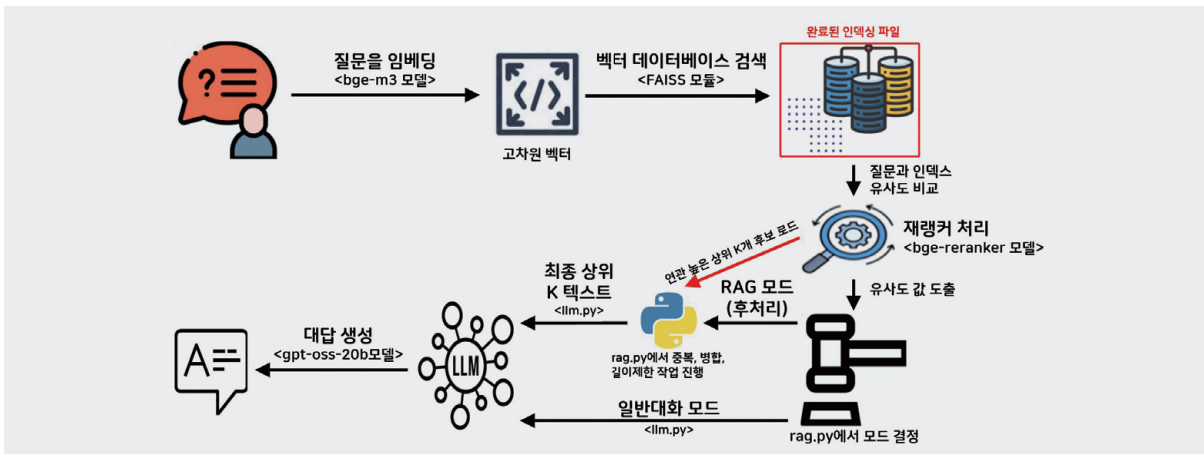 완료된 인덱싱 파일
질문을 임베딩
<bge-m3 모델>
벡터 데이터베이스 검색
<FAISS 모듈>
?
</>
고차원 벡터
질문과 인덱스
유사도 비교
재랭커 처리
<bge-reranker 모델>
연관 높은 상위 K개 후보 로드
유사도 값 도출
최종 상위
K 텍스트
<llm.py>
RAG 모드
(후처리)
rag.py에서 중복, 병합,
길이제한 작업 진행
대답 생성
<gpt-oss-20b모델>
A
LLM
일반대화 모드
<llm.py>
rag.py에서 모드 결정